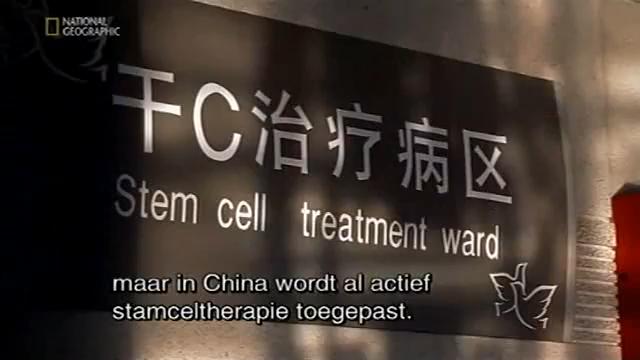 NATIONAL
GEOGRAPHIC
干C治疗病区
Stem cell treatment ward
maar in China wordt al actief
stamceltherapie toegepast.